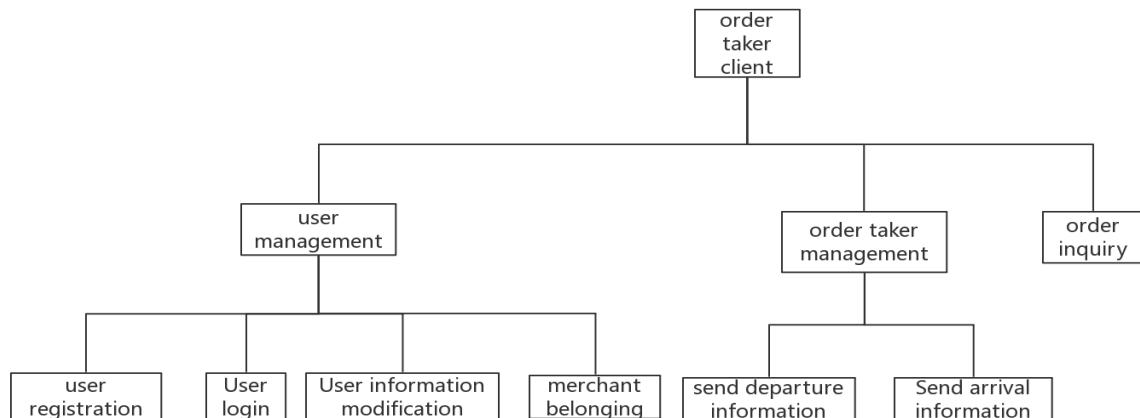 order
taker
client
user
management
order taker
management
order
inquiry
user
registration
User
login
User information
modification
merchant
belonging
send departure
information
Send arrival
information